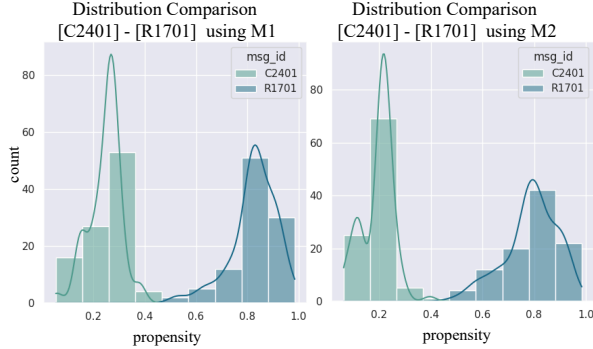 Distribution Comparison
[C2401] - [R1701] using M1
Distribution Comparison
[C2401] - [R1701] using M2
msg_id
C2401
R1701
msg_id
C2401
R1701
count
80
60
40
20
0
80
60
40
20
0
0.2 0.4 0.6 0.8 1.0
0.2 0.4 0.6 0.8 1.0
propensity
propensity